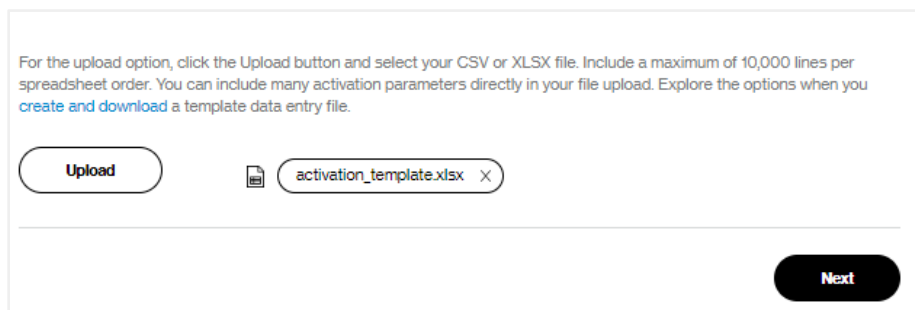 For the upload option, click the Upload button and select your CSV or XLSX file. Include a maximum of 10,000 lines per
spreadsheet order. You can include many activation parameters directly in your file upload. Explore the options when you
create and download a template data entry file.
Upload
activation_template.xlsx
Next